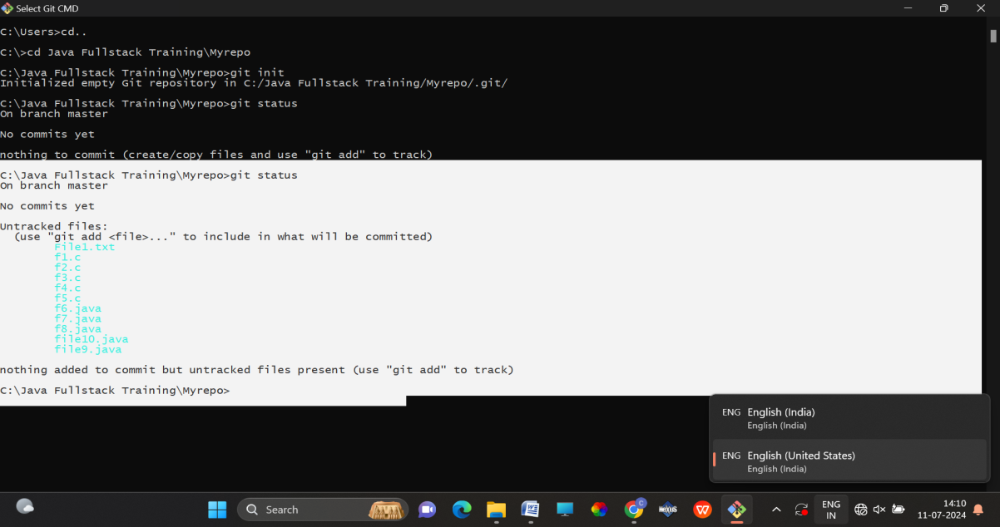 Select Git CMD
C:\Users>cd..
C:\>cd Java Fullstack Training\Myrepo
C:\Java Fullstack Training\Myrepo>git init
Initialized empty Git repository in C:/Java Fullstack Training/Myrepo/.git/
C:\Java Fullstack Training\Myrepo>git status
On branch master
No commits yet
nothing to commit (create/copy files and use "git add" to track)
C:\Java Fullstack Training\Myrepo>git status
On branch master
No commits yet
Untracked files:
(use "git add <file>..." to include in what will be committed)
File1.txt
f1.c
f2.c
f3.c
f4.c
f5.c
f6.java
f7.java
f8.java
file10.java
file9.java
nothing added to commit but untracked files present (use "git add" to track)
C:\Java Fullstack Training\Myrepo>
ENG English (India)
English (India)
ENG English (United States)
English (India)
Search
NeXUS
ENG
IN
14:10
11-07-2024